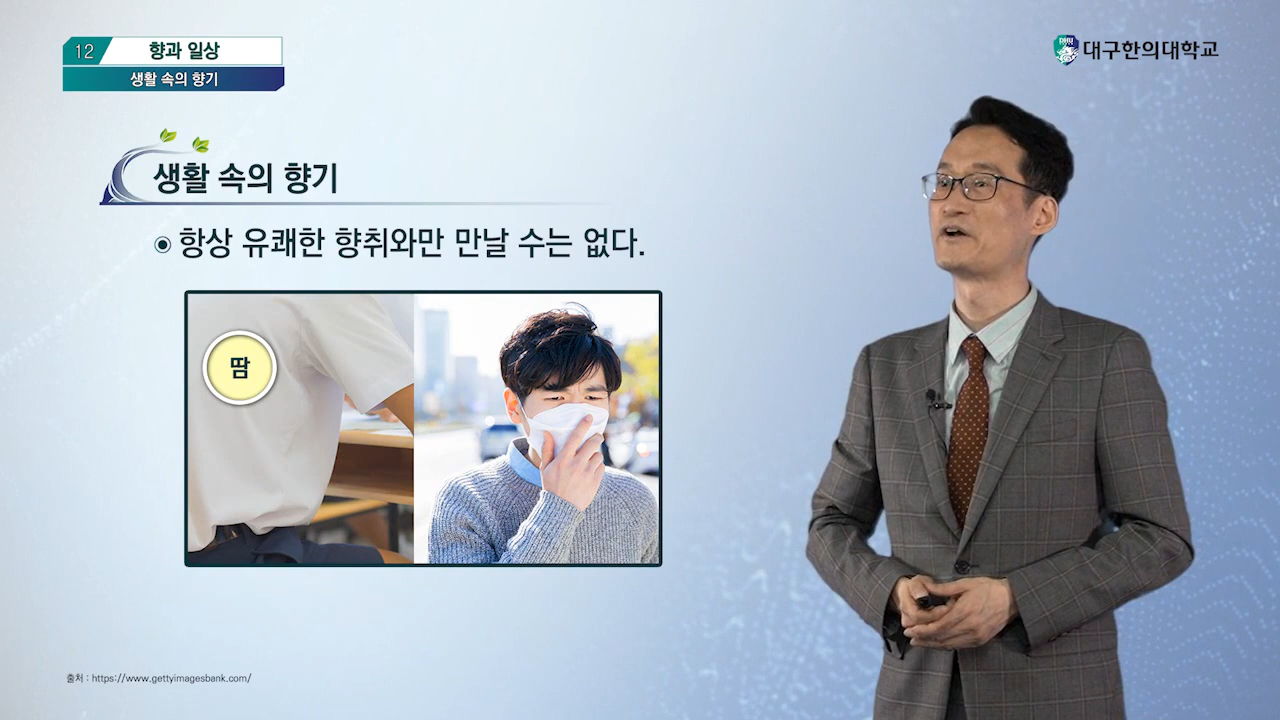 12 향과 일상
생활 속의 향기
대구한의대학교
생활 속의 향기
항상 유쾌한 향취와만 만날 수는 없다.
땀
출처 : https://www.gettyimagesbank.com/